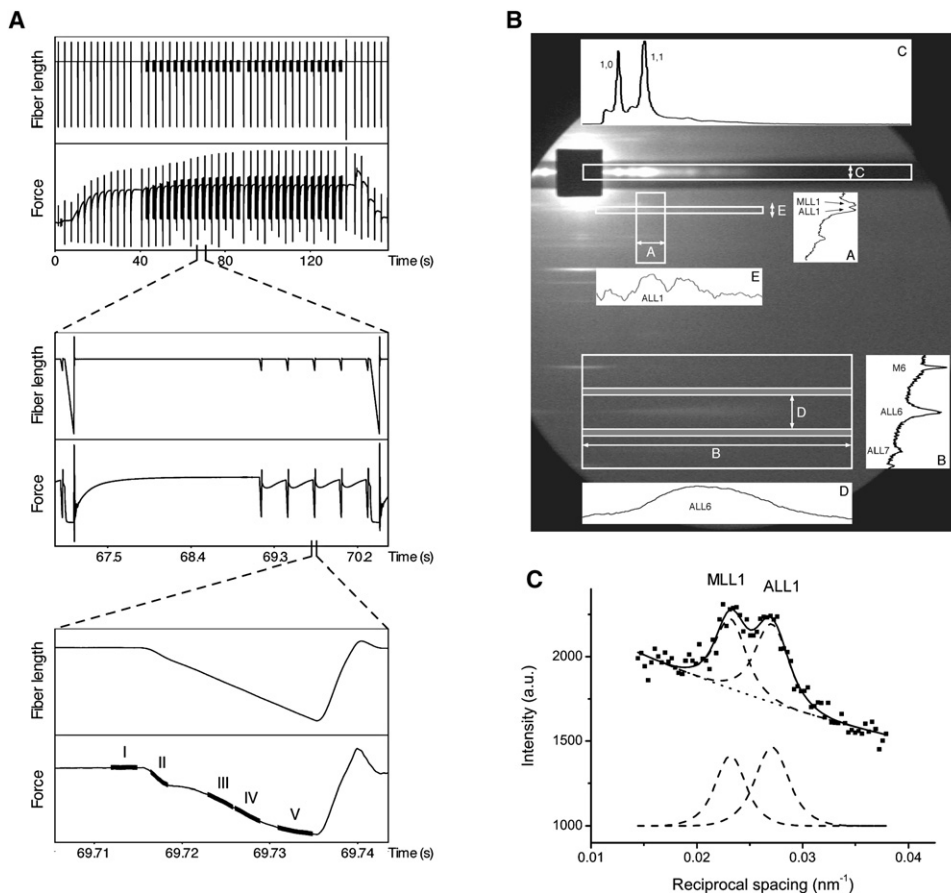 A
Fiber length
Force
0 40 80 120 Time (s)
Fiber length
Force
67.5 68.4 69.3 70.2 Time (s)
Fiber length
Force
I II III IV V
69.71 69.72 69.73 69.74 Time (s)
B
C
1,0 1,1
C
E
A
MLL1
ALL1
A
E
ALL1
D
B
M6
ALL6
ALL7
B
D
ALL6
C
MLL1 ALL1
Intensity (a.u.)
2000
1500
1000
0.01 0.02 0.03 0.04
Reciprocal spacing (nm⁻¹)